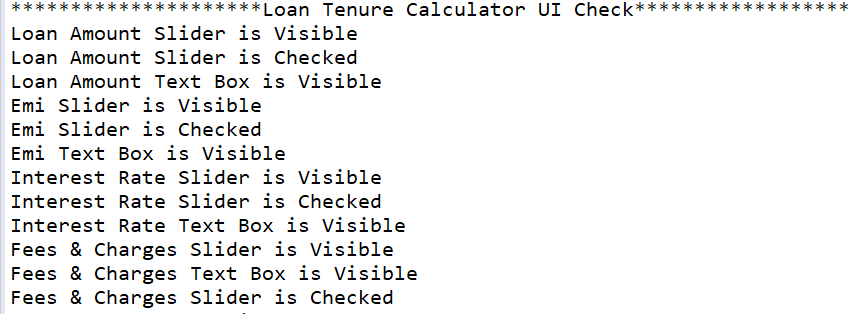 *********************Loan Tenure Calculator UI Check******************
Loan Amount Slider is Visible
Loan Amount Slider is Checked
Loan Amount Text Box is Visible
Emi Slider is Visible
Emi Slider is Checked
Emi Text Box is Visible
Interest Rate Slider is Visible
Interest Rate Slider is Checked
Interest Rate Text Box is Visible
Fees & Charges Slider is Visible
Fees & Charges Text Box is Visible
Fees & Charges Slider is Checked